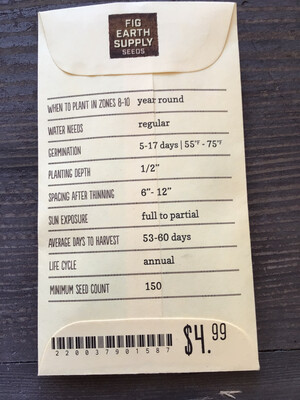 FIG
EARTH
SUPPLY
SEEDS
WHEN TO PLANT IN ZONES 8-10 year round
WATER NEEDS regular
GERMINATION 5-17 days | 55°F - 75°F
PLANTING DEPTH 1/2"
SPACING AFTER THINNING 6"- 12"
SUN EXPOSURE full to partial
AVERAGE DAYS TO HARVEST 53-60 days
LIFE CYCLE annual
MINIMUM SEED COUNT 150
$4.99
220037901587